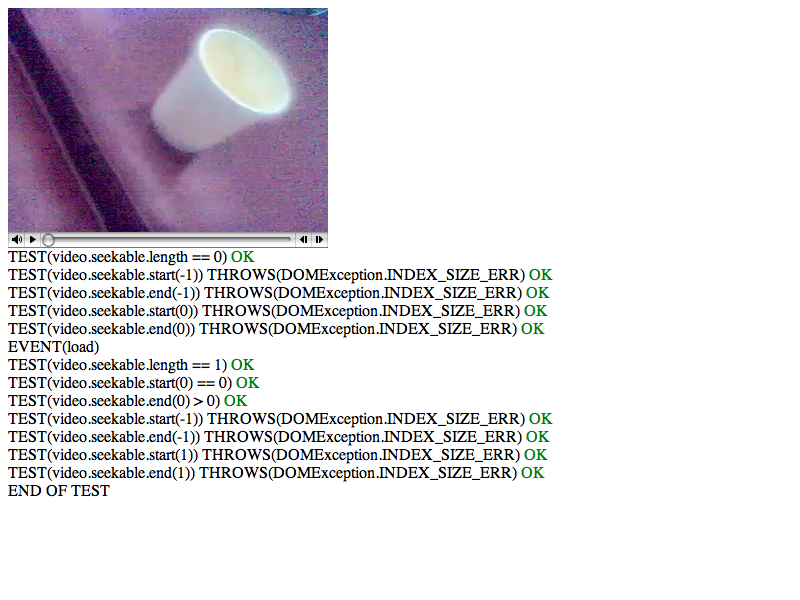 TEST(video.seekable.length == 0) OK
TEST(video.seekable.start(-1)) THROWS(DOMException.INDEX_SIZE_ERR) OK
TEST(video.seekable.end(-1)) THROWS(DOMException.INDEX_SIZE_ERR) OK
TEST(video.seekable.start(0)) THROWS(DOMException.INDEX_SIZE_ERR) OK
TEST(video.seekable.end(0)) THROWS(DOMException.INDEX_SIZE_ERR) OK
EVENT(load)
TEST(video.seekable.length == 1) OK
TEST(video.seekable.start(0) == 0) OK
TEST(video.seekable.end(0) > 0) OK
TEST(video.seekable.start(-1)) THROWS(DOMException.INDEX_SIZE_ERR) OK
TEST(video.seekable.end(-1)) THROWS(DOMException.INDEX_SIZE_ERR) OK
TEST(video.seekable.start(1)) THROWS(DOMException.INDEX_SIZE_ERR) OK
TEST(video.seekable.end(1)) THROWS(DOMException.INDEX_SIZE_ERR) OK
END OF TEST